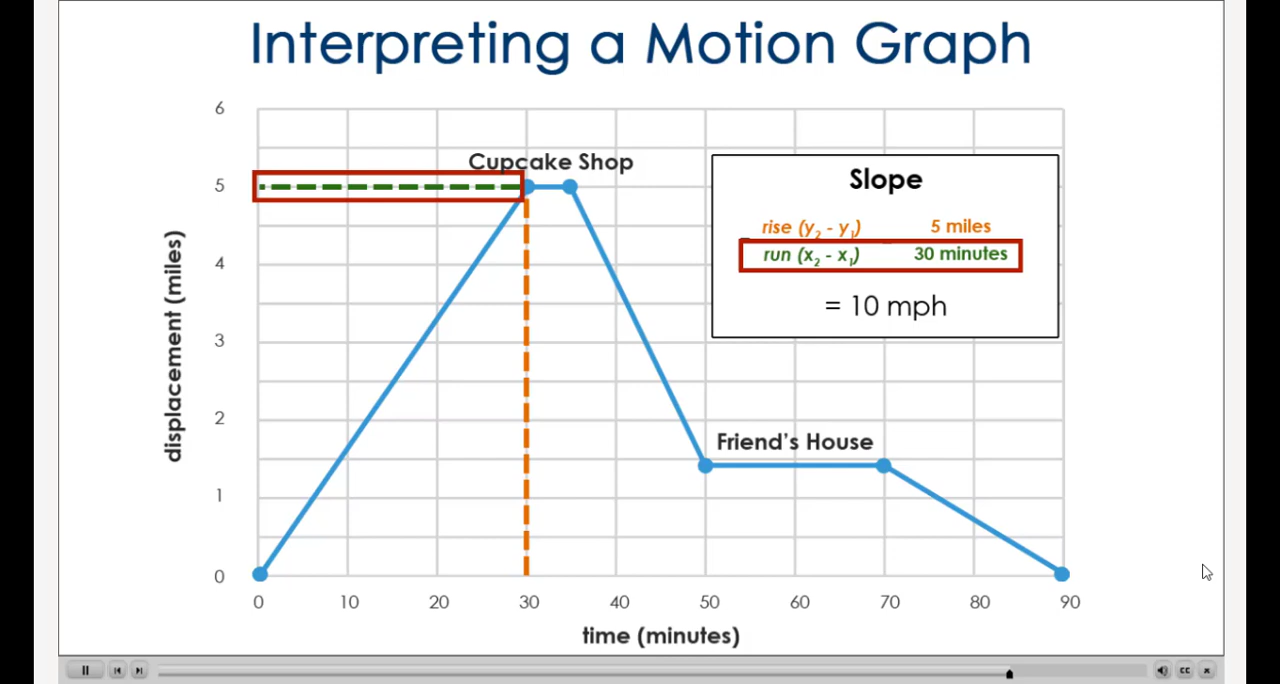 Interpreting a Motion Graph
6
Cupcake Shop
5
4
3
2
1
0
displacement (miles)
Slope
rise (y₂ - y₁) 5 miles
run (x₂ - x₁) 30 minutes
= 10 mph
Friend's House
0 10 20 30 40 50 60 70 80 90
time (minutes)
CC